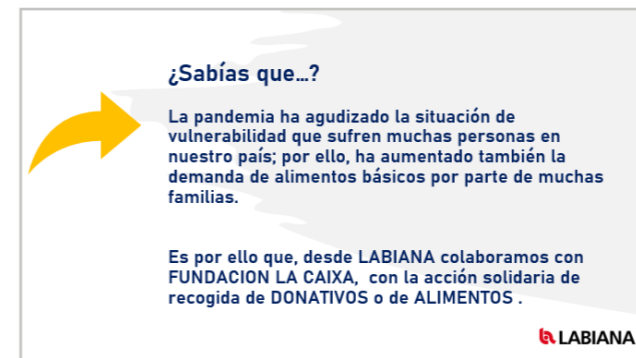 ¿Sabías que...?
La pandemia ha agudizado la situación de
vulnerabilidad que sufren muchas personas en
nuestro país; por ello, ha aumentado también la
demanda de alimentos básicos por parte de muchas
familias.
Es por ello que, desde LABIANA colaboramos con
FUNDACION LA CAIXA, con la acción solidaria de
recogida de DONATIVOS o de ALIMENTOS .
LABIANA